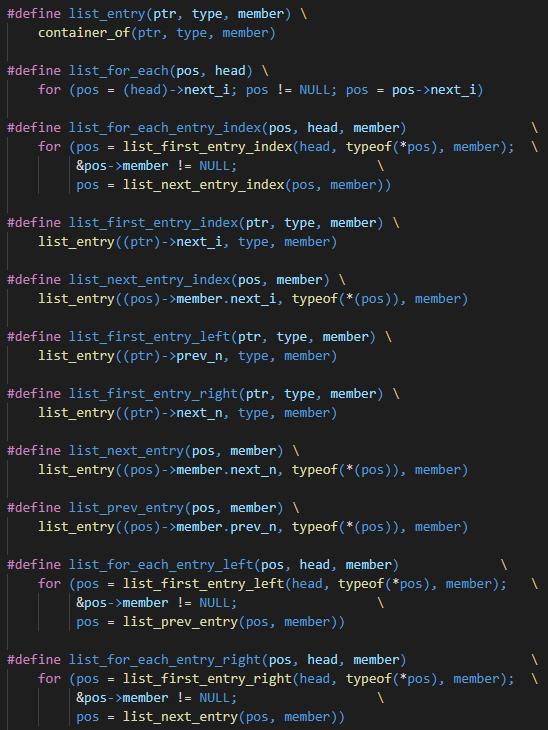 #define list_entry(ptr, type, member) \
    container_of(ptr, type, member)

#define list_for_each(pos, head) \
    for (pos = (head)->next_i; pos != NULL; pos = pos->next_i)

#define list_for_each_entry_index(pos, head, member)                \
    for (pos = list_first_entry_index(head, typeof(*pos), member);  \
         &pos->member != NULL;                  \
         pos = list_next_entry_index(pos, member))

#define list_first_entry_index(ptr, type, member) \
    list_entry((ptr)->next_i, type, member)

#define list_next_entry_index(pos, member) \
    list_entry((pos)->member.next_i, typeof(*(pos)), member)

#define list_first_entry_left(ptr, type, member) \
    list_entry((ptr)->prev_n, type, member)

#define list_first_entry_right(ptr, type, member) \
    list_entry((ptr)->next_n, type, member)

#define list_next_entry(pos, member) \
    list_entry((pos)->member.next_n, typeof(*(pos)), member)

#define list_prev_entry(pos, member) \
    list_entry((pos)->member.prev_n, typeof(*(pos)), member)

#define list_for_each_entry_left(pos, head, member)             \
    for (pos = list_first_entry_left(head, typeof(*pos), member);   \
         &pos->member != NULL;                  \
         pos = list_prev_entry(pos, member))

#define list_for_each_entry_right(pos, head, member)                \
    for (pos = list_first_entry_right(head, typeof(*pos), member);  \
         &pos->member != NULL;                  \
         pos = list_next_entry(pos, member))